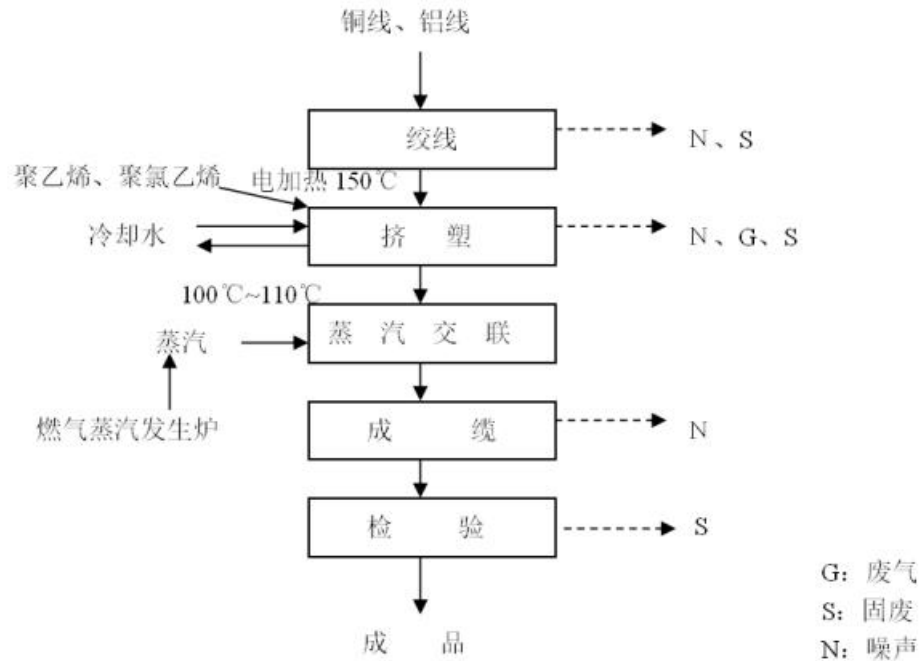 铜线、铝线
绞线
N、S
聚乙烯、聚氯乙烯
电加热 150℃
冷却水
挤 塑
N、G、S
100℃~110℃
蒸汽
蒸 汽 交 联
燃气蒸汽发生炉
成 缆
N
检 验
S
G：废气
S：固废
成 品
N：噪声